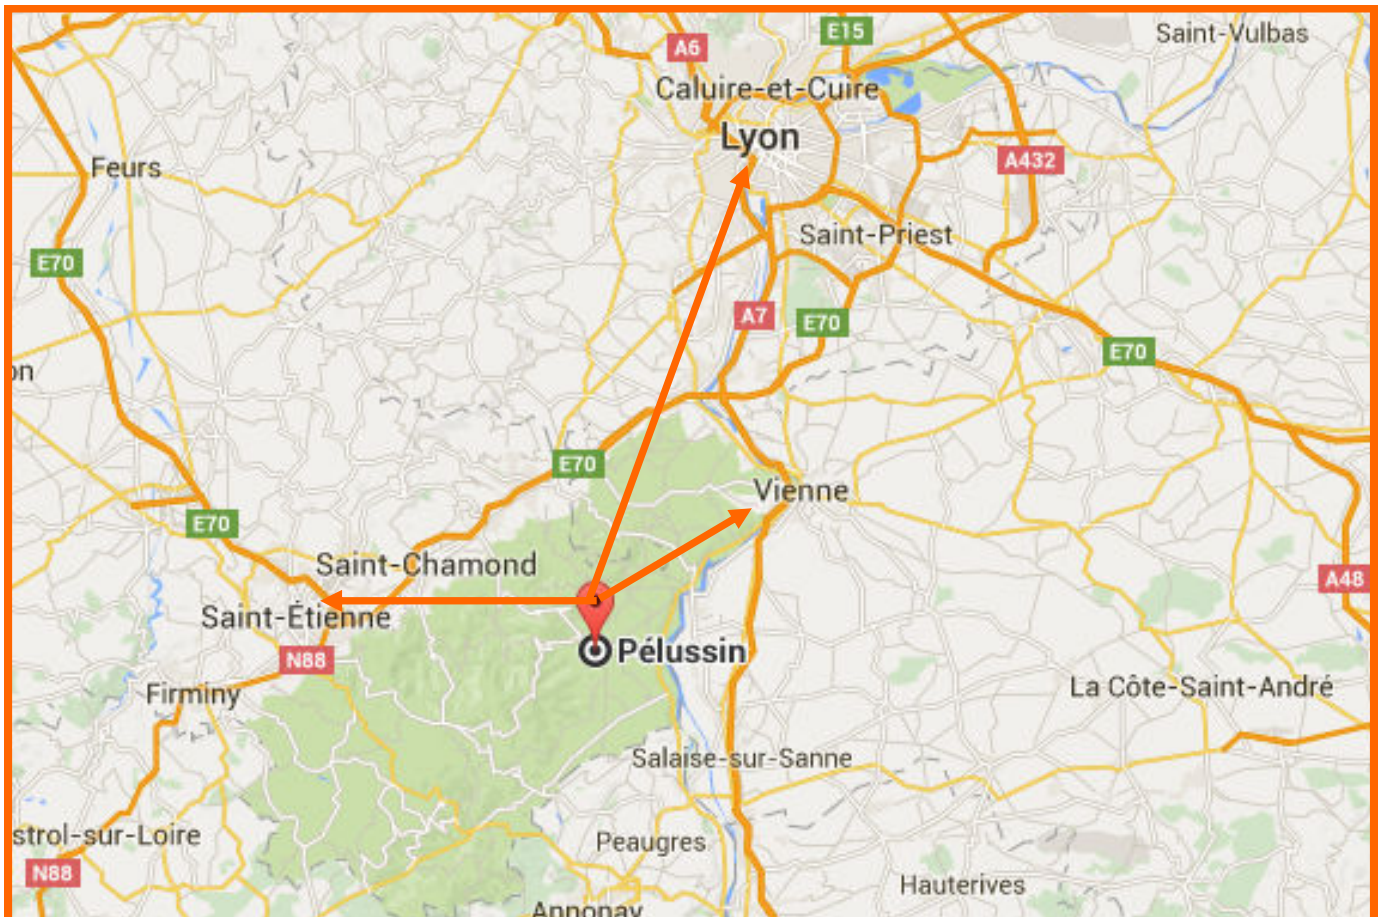 E15
Saint-Vulbas
A6
Caluire-et-Cuire
Lyon
A432
Feurs
Saint-Priest
E70
A7
E70
E70
on
E70
Vienne
E70
Saint-Chamond
A48
Saint-Étienne
Pélussin
N88
Firminy
La Côte-Saint-André
Salaise-sur-Sanne
strol-sur-Loire
Peaugres
N88
Hauterives
Annonay